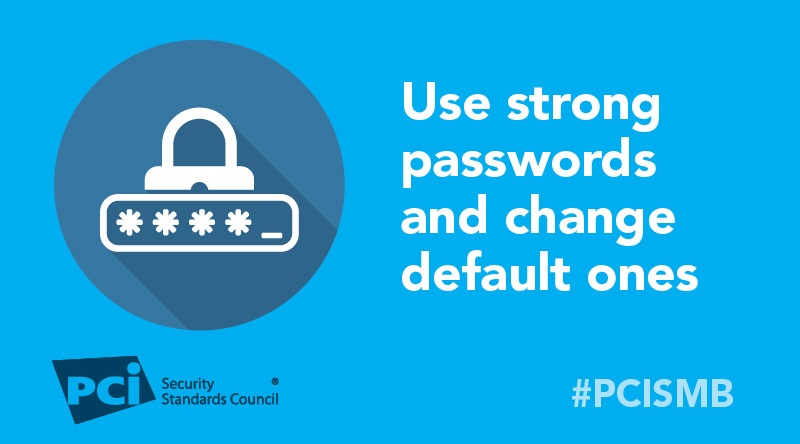 Use strong
passwords
and change
default ones
****_
PCi Security
Standards Council®
#PCISMB